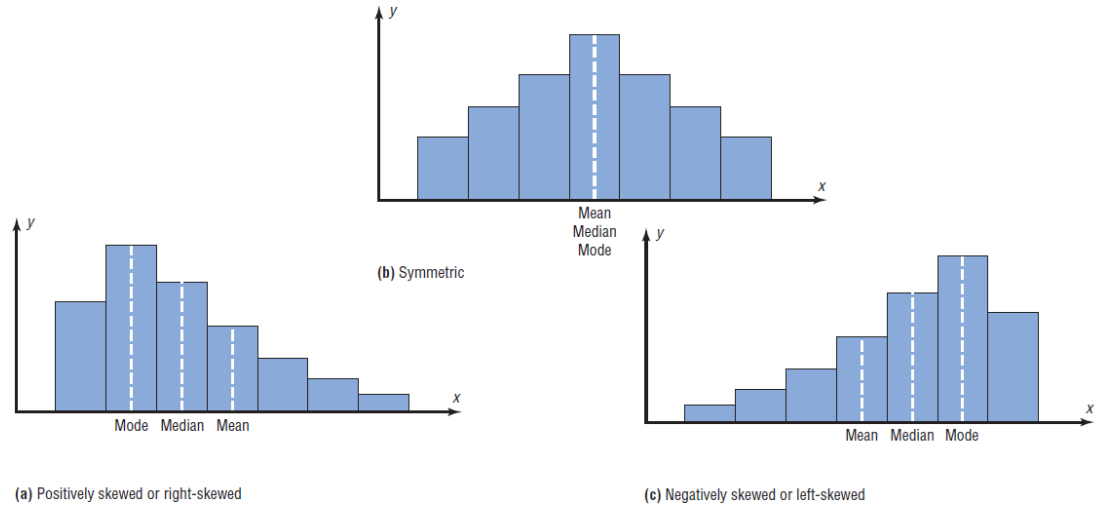 y
x
Mean
Median
Mode
(b) Symmetric
y
x
Mode Median Mean
(a) Positively skewed or right-skewed
y
x
Mean Median Mode
(c) Negatively skewed or left-skewed